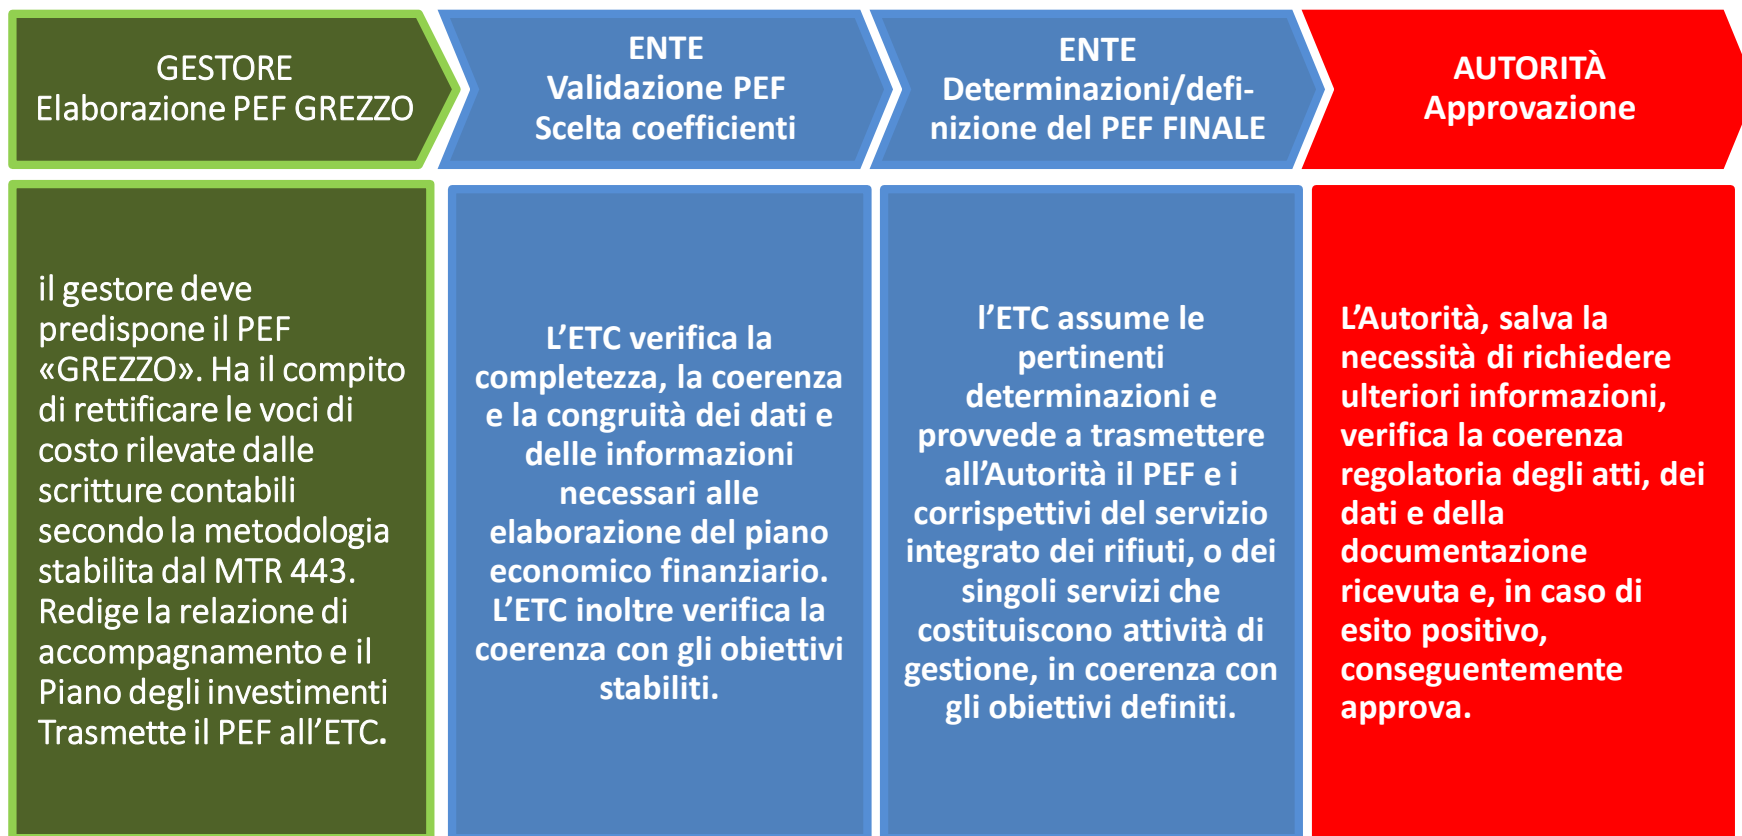 GESTORE
Elaborazione PEF GREZZO
ENTE
Validazione PEF
Scelta coefficienti
ENTE
Determinazioni/defi-
nizione del PEF FINALE
AUTORITÀ
Approvazione
il gestore deve
predispone il PEF
«GREZZO». Ha il compito
di rettificare le voci di
costo rilevate dalle
scritture contabili
secondo la metodologia
stabilita dal MTR 443.
Redige la relazione di
accompagnamento e il
Piano degli investimenti
Trasmette il PEF all’ETC.
L’ETC verifica la
completezza, la coerenza
e la congruità dei dati e
delle informazioni
necessari alle
elaborazione del piano
economico finanziario.
L’ETC inoltre verifica la
coerenza con gli obiettivi
stabiliti.
l’ETC assume le
pertinenti
determinazioni e
provvede a trasmettere
all’Autorità il PEF e i
corrispettivi del servizio
integrato dei rifiuti, o dei
singoli servizi che
costituiscono attività di
gestione, in coerenza con
gli obiettivi definiti.
L’Autorità, salva la
necessità di richiedere
ulteriori informazioni,
verifica la coerenza
regolatoria degli atti, dei
dati e della
documentazione
ricevuta e, in caso di
esito positivo,
conseguentemente
approva.